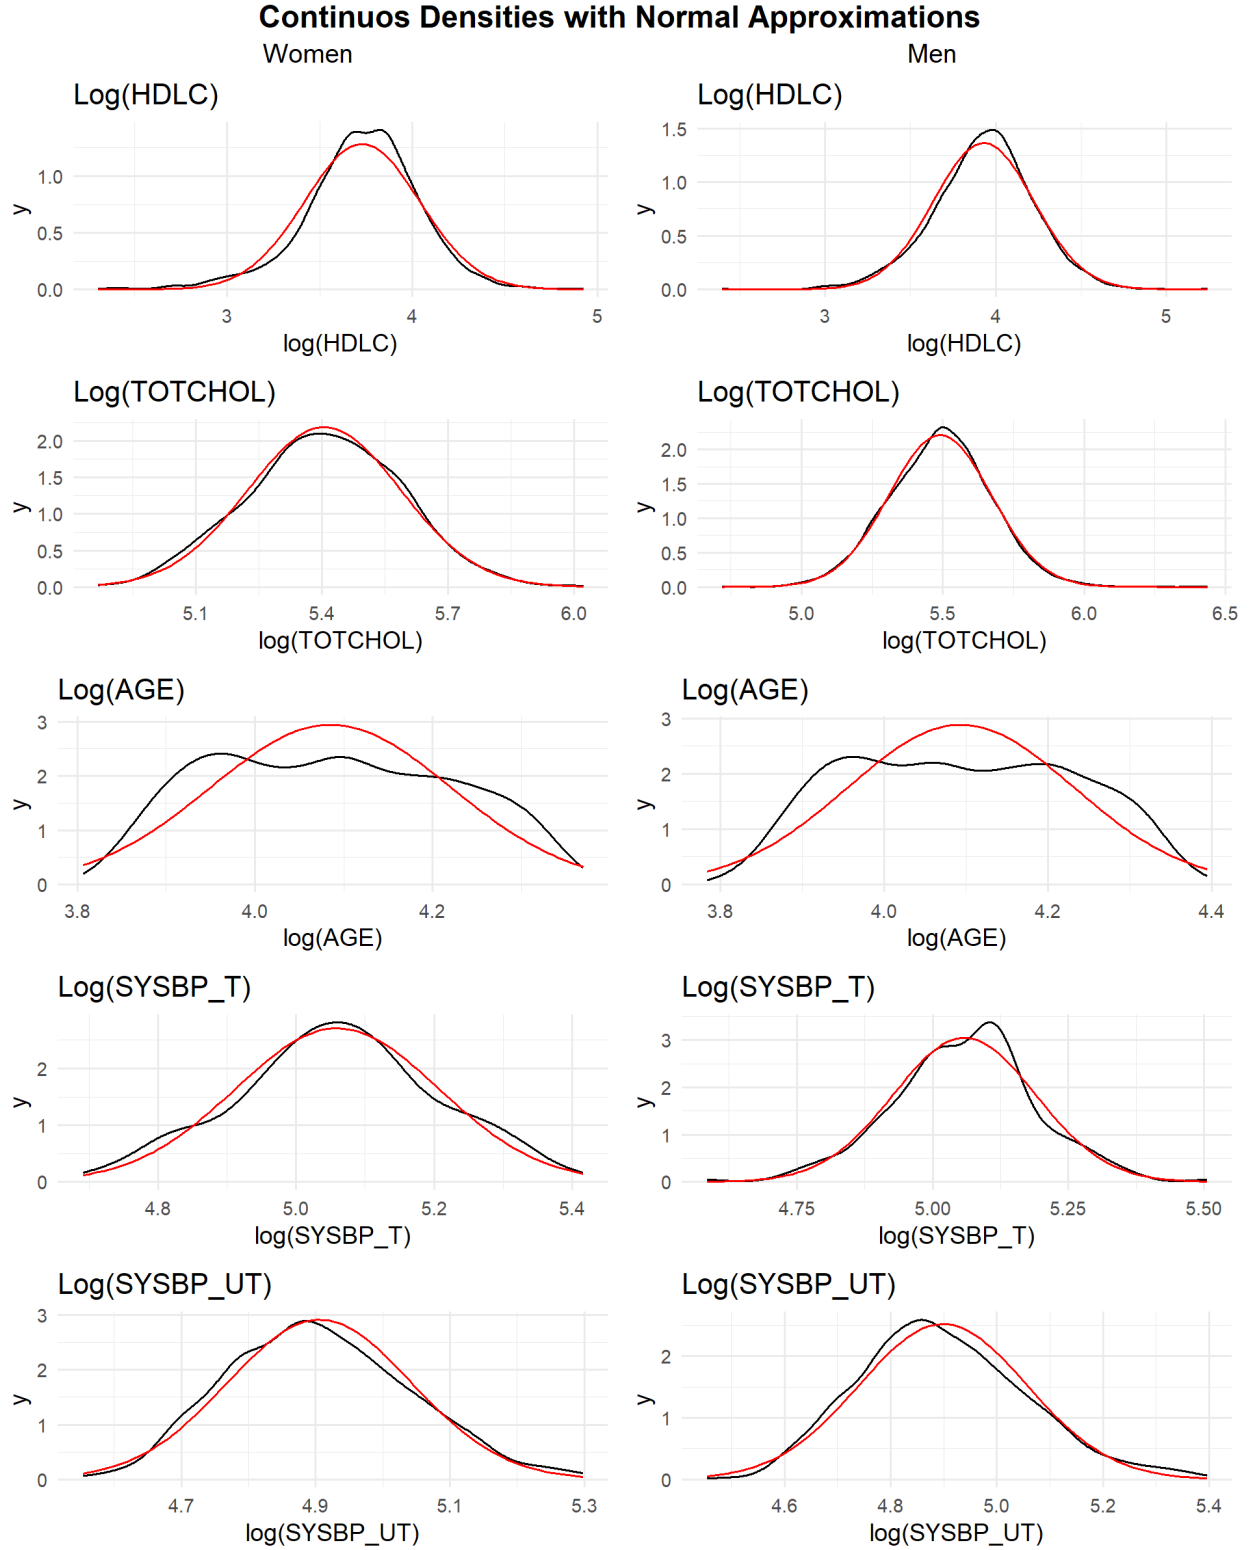 Continuos Densities with Normal Approximations
Women Men
Log(HDLC) Log(HDLC)
y
0.0
0.5
1.0
3 4 5
log(HDLC)
y
0.0
0.5
1.0
1.5
3 4 5
log(HDLC)
Log(TOTCHOL) Log(TOTCHOL)
y
0.0
0.5
1.0
1.5
2.0
5.1 5.4 5.7 6.0
log(TOTCHOL)
y
0.0
0.5
1.0
1.5
2.0
5.0 5.5 6.0 6.5
log(TOTCHOL)
Log(AGE) Log(AGE)
y
0
1
2
3
3.8 4.0 4.2
log(AGE)
y
0
1
2
3
3.8 4.0 4.2 4.4
log(AGE)
Log(SYSBP_T) Log(SYSBP_T)
y
0
1
2
4.8 5.0 5.2 5.4
log(SYSBP_T)
y
0
1
2
3
4.75 5.00 5.25 5.50
log(SYSBP_T)
Log(SYSBP_UT) Log(SYSBP_UT)
y
0
1
2
3
4.7 4.9 5.1 5.3
log(SYSBP_UT)
y
0
1
2
4.6 4.8 5.0 5.2 5.4
log(SYSBP_UT)